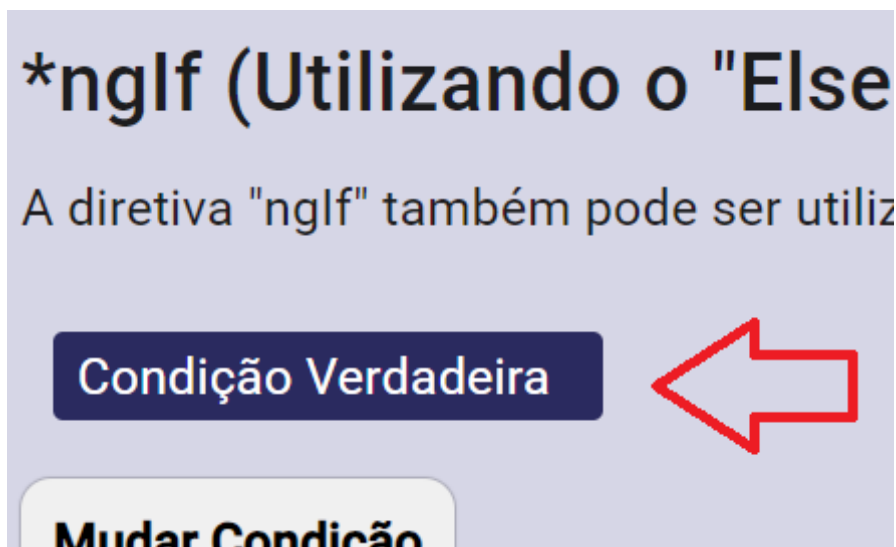 *ngIf (Utilizando o "Else
A diretiva "ngIf" também pode ser utiliz
Condição Verdadeira
Mudar Condição